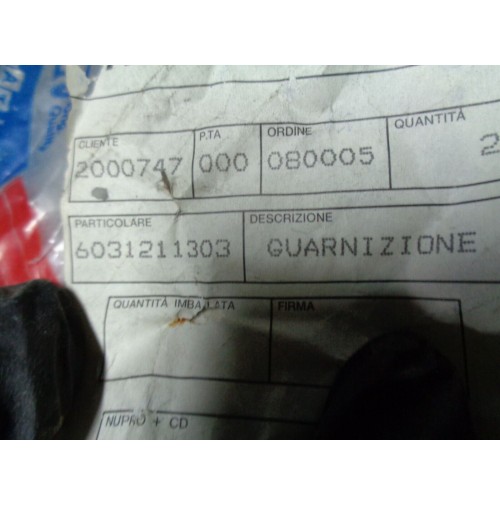 CLIENTE P.TA ORDINE QUANTITÀ
2000747 000 080005 2
PARTICOLARE DESCRIZIONE
6031211303 GUARNIZIONE
QUANTITÀ IMBALLATA FIRMA
NUPRO + CD